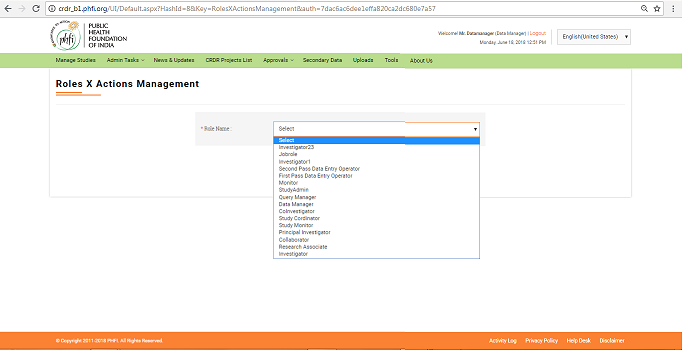 crdr_b1.phfi.org/UI/Default.aspx?HashId=8&Key=RolesXActionsManagement&auth=7dac6ac6dee1effa820ca2dc680e7a57
phfi
PUBLIC
HEALTH
FOUNDATION
OF INDIA
Welcome! Mr. Datamanager (Data Manager) | Logout
Monday, June 18, 2018 12:51 PM
English(United States)
Manage Studies Admin Tasks News & Updates CRDR Projects List Approvals Secondary Data Uploads Tools About Us
Roles X Actions Management
* Role Name : Select
Select
Investigator23
Jobrole
Investigator1
Second Pass Data Entry Operator
First Pass Data Entry Operator
Monitor
StudyAdmin
Query Manager
Data Manager
CoInvestigator
Study Cordinator
Study Monitor
Principal Investigator
Collaborator
Research Associate
Investigator
© Copyright 2011-2018 PHFI. All Rights Reserved. Activity Log Privacy Policy Help Desk Disclaimer